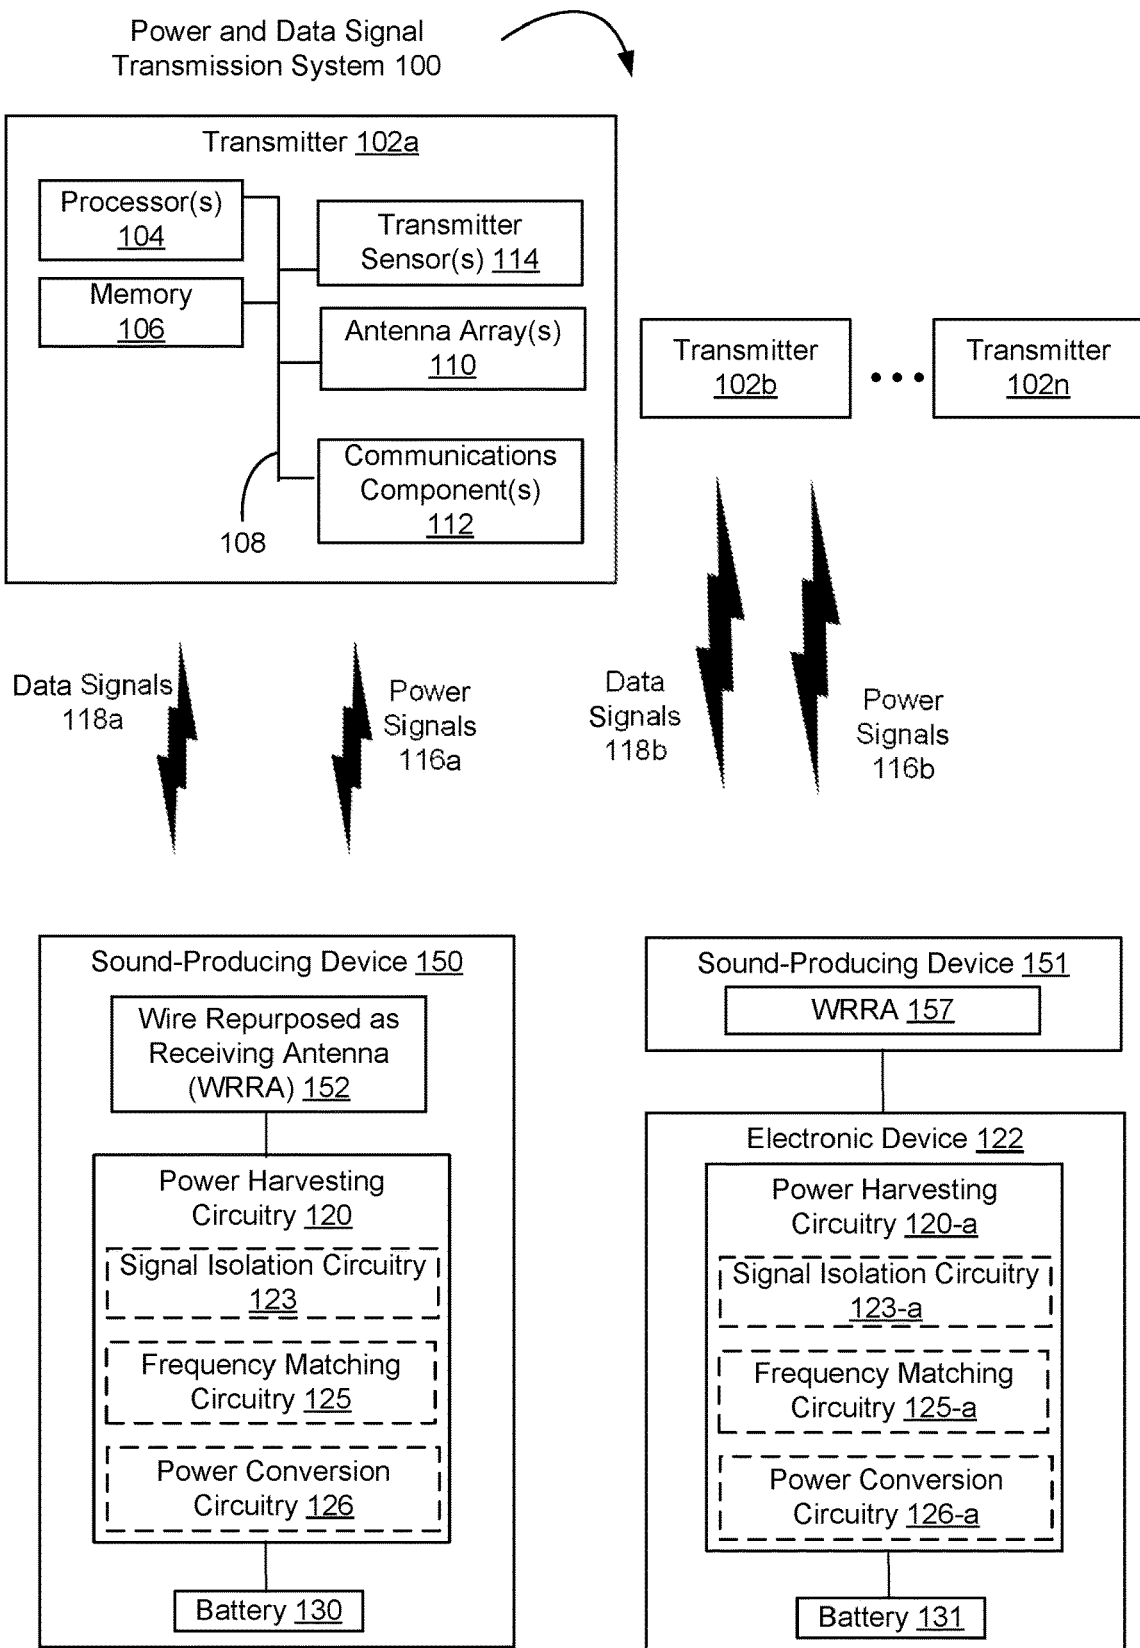 Power and Data Signal
Transmission System 100
Transmitter 102a
Processor(s)
104
Memory
106
Transmitter
Sensor(s) 114
Antenna Array(s)
110
Communications
Component(s)
112
108
Transmitter
102b
Transmitter
102n
Data Signals
118a
Power
Signals
116a
Data
Signals
118b
Power
Signals
116b
Sound-Producing Device 150
Wire Repurposed as
Receiving Antenna
(WRRA) 152
Power Harvesting
Circuitry 120
Signal Isolation Circuitry
123
Frequency Matching
Circuitry 125
Power Conversion
Circuitry 126
Battery 130
Sound-Producing Device 151
WRRA 157
Electronic Device 122
Power Harvesting
Circuitry 120-a
Signal Isolation Circuitry
123-a
Frequency Matching
Circuitry 125-a
Power Conversion
Circuitry 126-a
Battery 131